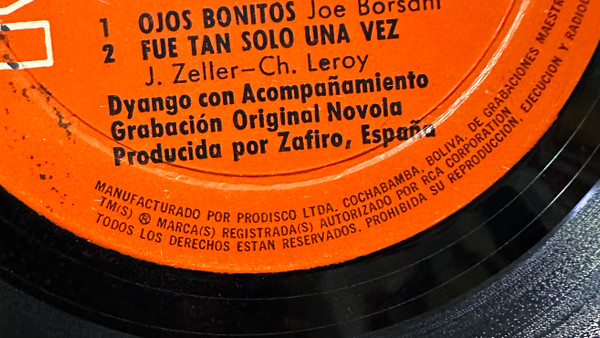 1 OJOS BONITOS Joe Borsani
2 FUE TAN SOLO UNA VEZ
J. Zeller-Ch. Leroy
Dyango con Acompañamiento
Grabación Original Novola
Producida por Zafiro, España
MANUFACTURADO POR PRODISCO LTDA. COCHABAMBA, BOLIVA. DE GRABACIONES MAESTR
TM(S) ® MARCA(S) REGISTRADA(S) AUTORIZADO POR RCA CORPORATION
TODOS LOS DERECHOS ESTAN RESERVADOS. PROHIBIDA SU REPRODUCCION, EJECUCION Y RADIO